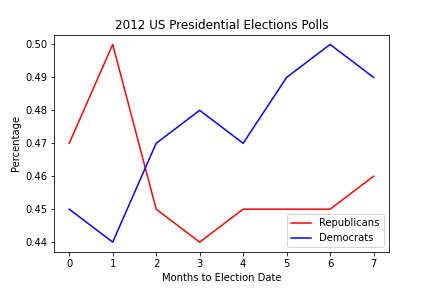 2012 US Presidential Elections Polls
0.50
0.49
0.48
0.47
0.46
0.45
0.44
Percentage
0 1 2 3 4 5 6 7
Months to Election Date
Republicans
Democrats